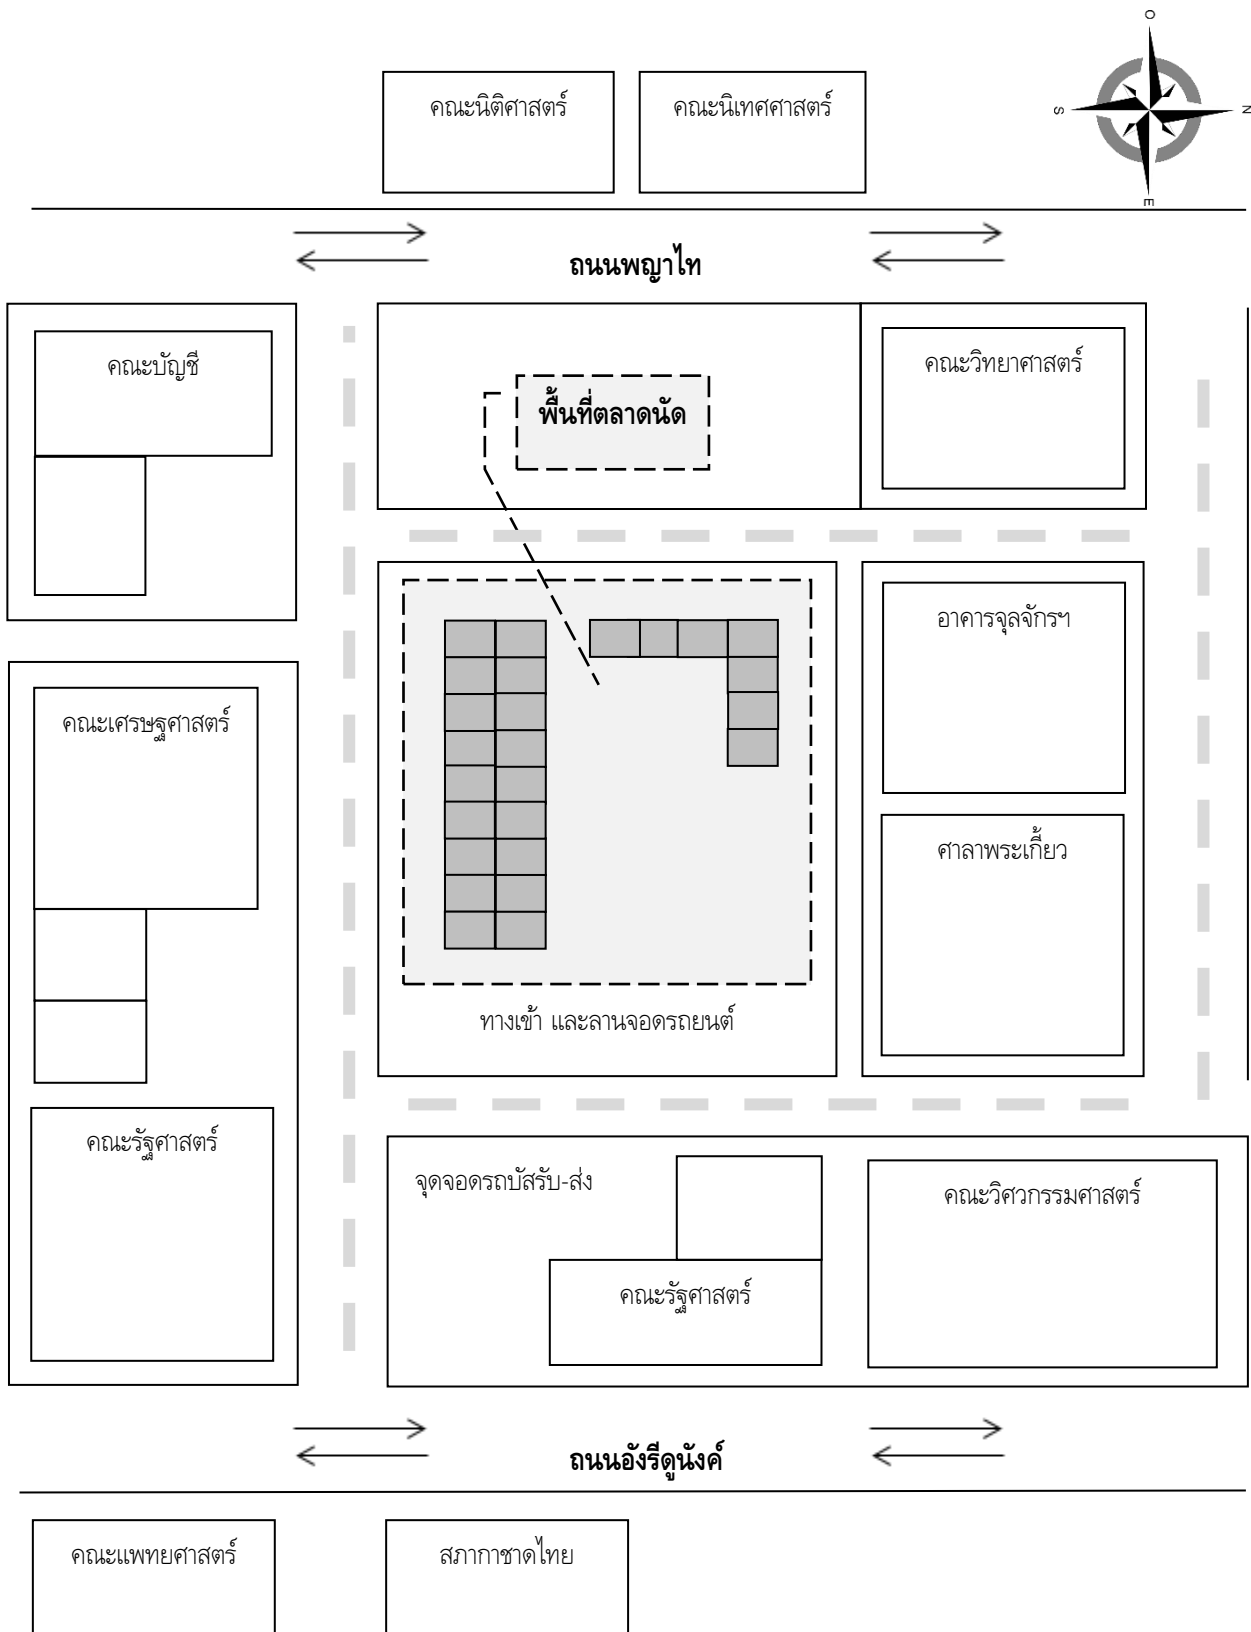 O
S
N
E
คณะนิติศาสตร์
คณะนิเทศศาสตร์
ถนนพญาไท
คณะบัญชี
พื้นที่ตลาดนัด
คณะวิทยาศาสตร์
อาคารจุลจักรฯ
คณะเศรษฐศาสตร์
ศาลาพระเกี้ยว
ทางเข้า และลานจอดรถยนต์
คณะรัฐศาสตร์
จุดจอดรถบัสรับ-ส่ง
คณะวิศวกรรมศาสตร์
คณะรัฐศาสตร์
ถนนอังรีดูนังค์
คณะแพทยศาสตร์
สภากาชาดไทย